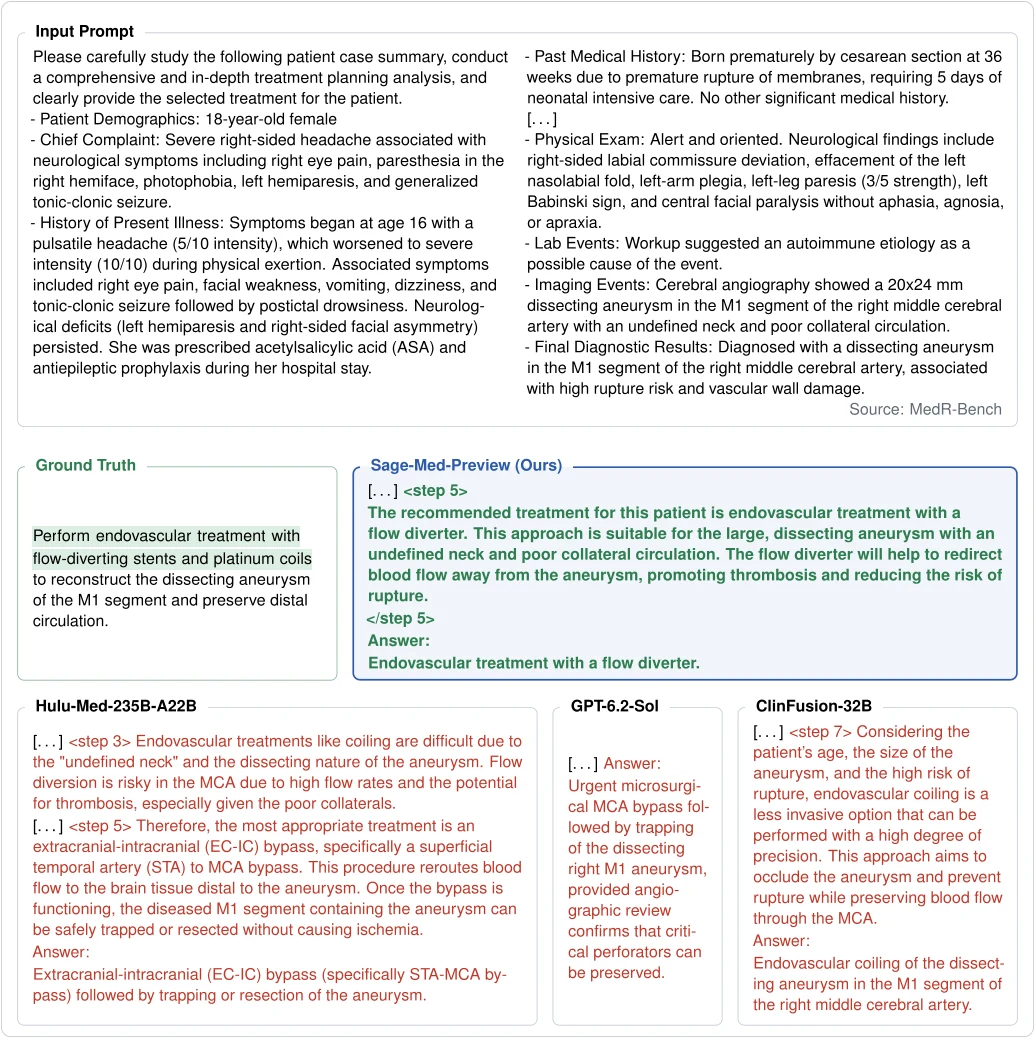 Input Prompt
Please carefully study the following patient case summary, conduct
a comprehensive and in-depth treatment planning analysis, and
clearly provide the selected treatment for the patient.
- Patient Demographics: 18-year-old female
- Chief Complaint: Severe right-sided headache associated with
neurological symptoms including right eye pain, paresthesia in the
right hemiface, photophobia, left hemiparesis, and generalized
tonic-clonic seizure.
- History of Present Illness: Symptoms began at age 16 with a
pulsatile headache (5/10 intensity), which worsened to severe
intensity (10/10) during physical exertion. Associated symptoms
included right eye pain, facial weakness, vomiting, dizziness, and
tonic-clonic seizure followed by postictal drowsiness. Neurolog-
ical deficits (left hemiparesis and right-sided facial asymmetry)
persisted. She was prescribed acetylsalicylic acid (ASA) and
antiepileptic prophylaxis during her hospital stay.
- Past Medical History: Born prematurely by cesarean section at 36
weeks due to premature rupture of membranes, requiring 5 days of
neonatal intensive care. No other significant medical history.
[...]
- Physical Exam: Alert and oriented. Neurological findings include
right-sided labial commissure deviation, effacement of the left
nasolabial fold, left-arm plegia, left-leg paresis (3/5 strength), left
Babinski sign, and central facial paralysis without aphasia, agnosia,
or apraxia.
- Lab Events: Workup suggested an autoimmune etiology as a
possible cause of the event.
- Imaging Events: Cerebral angiography showed a 20x24 mm
dissecting aneurysm in the M1 segment of the right middle cerebral
artery with an undefined neck and poor collateral circulation.
- Final Diagnostic Results: Diagnosed with a dissecting aneurysm
in the M1 segment of the right middle cerebral artery, associated
with high rupture risk and vascular wall damage.
Source: MedR-Bench
Ground Truth
Perform endovascular treatment with
flow-diverting stents and platinum coils
to reconstruct the dissecting aneurysm
of the M1 segment and preserve distal
circulation.
Sage-Med-Preview (Ours)
[...] <step 5>
The recommended treatment for this patient is endovascular treatment with a
flow diverter. This approach is suitable for the large, dissecting aneurysm with an
undefined neck and poor collateral circulation. The flow diverter will help to redirect
blood flow away from the aneurysm, promoting thrombosis and reducing the risk of
rupture.
</step 5>
Answer:
Endovascular treatment with a flow diverter.
Hulu-Med-235B-A22B
[...] <step 3> Endovascular treatments like coiling are difficult due to
the "undefined neck" and the dissecting nature of the aneurysm. Flow
diversion is risky in the MCA due to high flow rates and the potential
for thrombosis, especially given the poor collaterals.
[...] <step 5> Therefore, the most appropriate treatment is an
extracranial-intracranial (EC-IC) bypass, specifically a superficial
temporal artery (STA) to MCA bypass. This procedure reroutes blood
flow to the brain tissue distal to the aneurysm. Once the bypass is
functioning, the diseased M1 segment containing the aneurysm can
be safely trapped or resected without causing ischemia.
Answer:
Extracranial-intracranial (EC-IC) bypass (specifically STA-MCA by-
pass) followed by trapping or resection of the aneurysm.
GPT-6.2-Sol
[...] Answer:
Urgent microsurgi-
cal MCA bypass fol-
lowed by trapping
of the dissecting
right M1 aneurysm,
provided angio-
graphic review
confirms that criti-
cal perforators can
be preserved.
ClinFusion-32B
[...] <step 7> Considering the
patient's age, the size of the
aneurysm, and the high risk of
rupture, endovascular coiling is a
less invasive option that can be
performed with a high degree of
precision. This approach aims to
occlude the aneurysm and prevent
rupture while preserving blood flow
through the MCA.
Answer:
Endovascular coiling of the dissect-
ing aneurysm in the M1 segment of
the right middle cerebral artery.